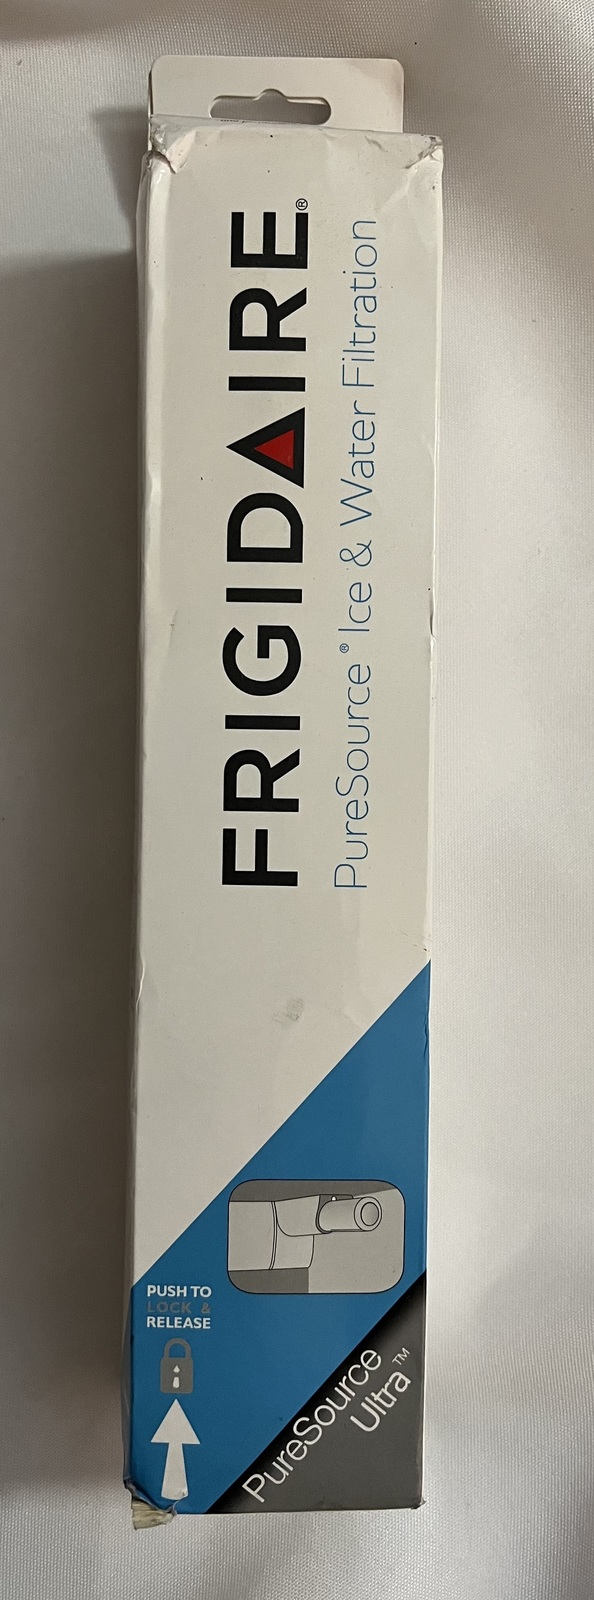 FRIGIDAIRE®
PureSource® Ice & Water Filtration
PUSH TO
LOCK &
RELEASE
PureSource
Ultra™